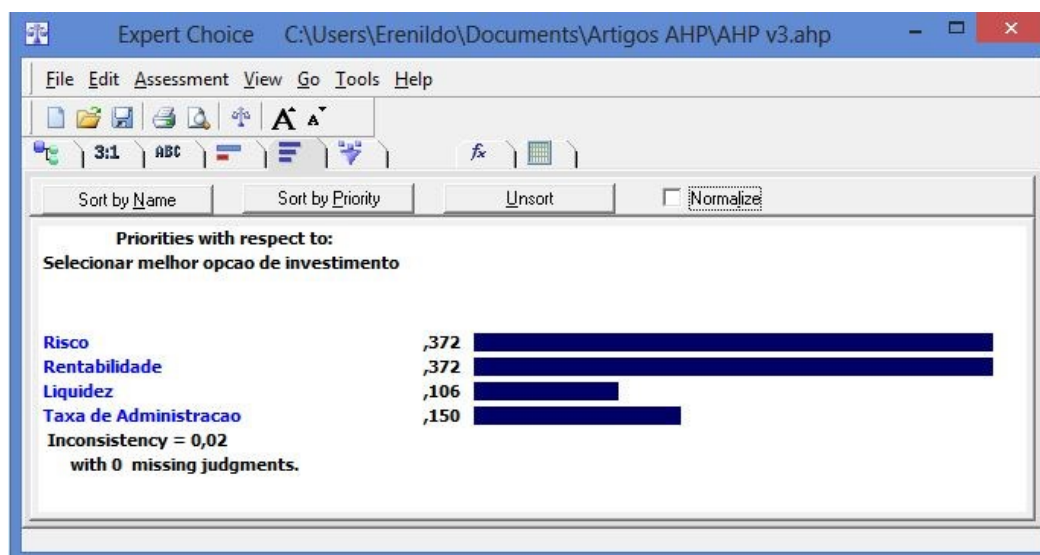 Expert Choice C:\Users\Erenildo\Documents\Artigos AHP\AHP v3.ahp
File Edit Assessment View Go Tools Help
A A
3:1 ABC fx
Sort by Name Sort by Priority Unsort Normalize
Priorities with respect to:
Selecionar melhor opcao de investimento
Risco ,372
Rentabilidade ,372
Liquidez ,106
Taxa de Administracao ,150
Inconsistency = 0,02
with 0 missing judgments.